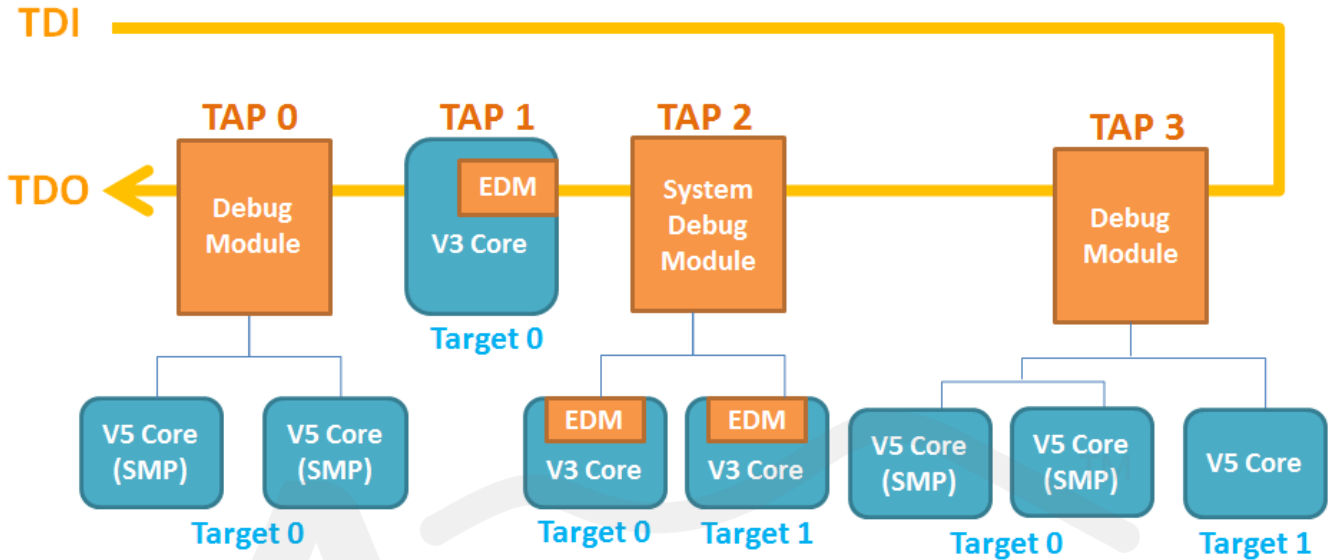 TDI
TAP 0
TAP 1
TAP 2
TAP 3
TDO
Debug
Module
EDM
V3 Core
System
Debug
Module
Debug
Module
Target 0
V5 Core
(SMP)
V5 Core
(SMP)
Target 0
EDM
V3 Core
EDM
V3 Core
Target 0
Target 1
V5 Core
(SMP)
V5 Core
(SMP)
V5 Core
Target 0
Target 1